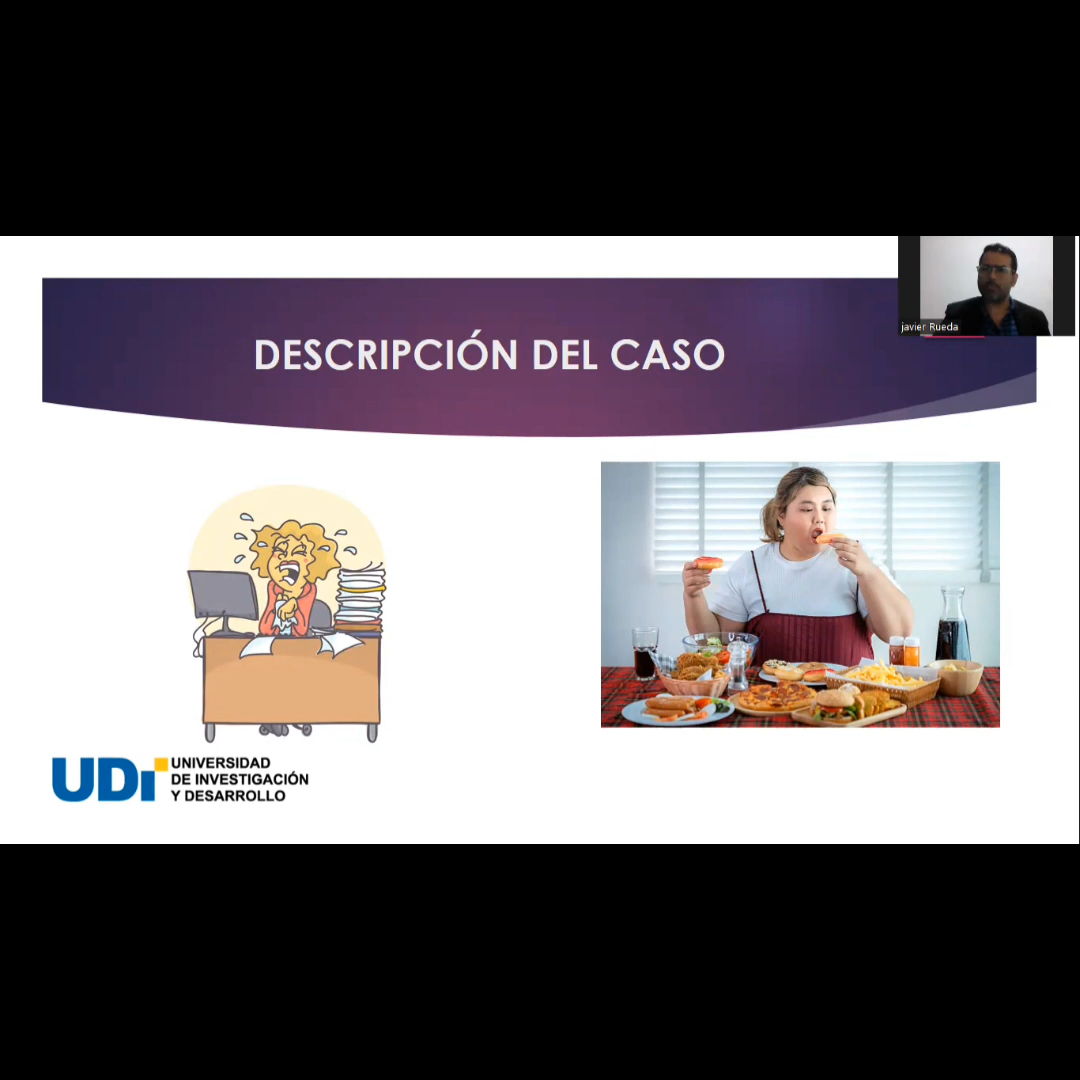 javier Rueda
DESCRIPCIÓN DEL CASO
UDi UNIVERSIDAD
DE INVESTIGACIÓN
Y DESARROLLO